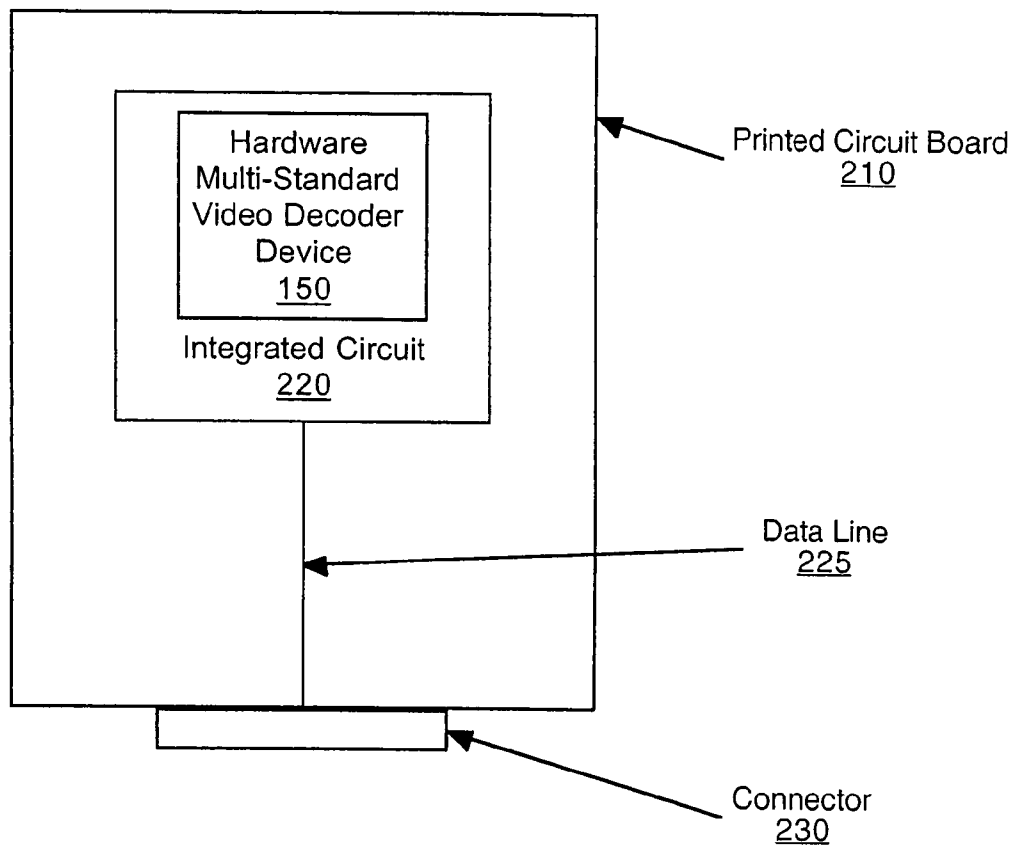 Hardware
Multi-Standard
Video Decoder
Device
150
Integrated Circuit
220
Printed Circuit Board
210
Data Line
225
Connector
230